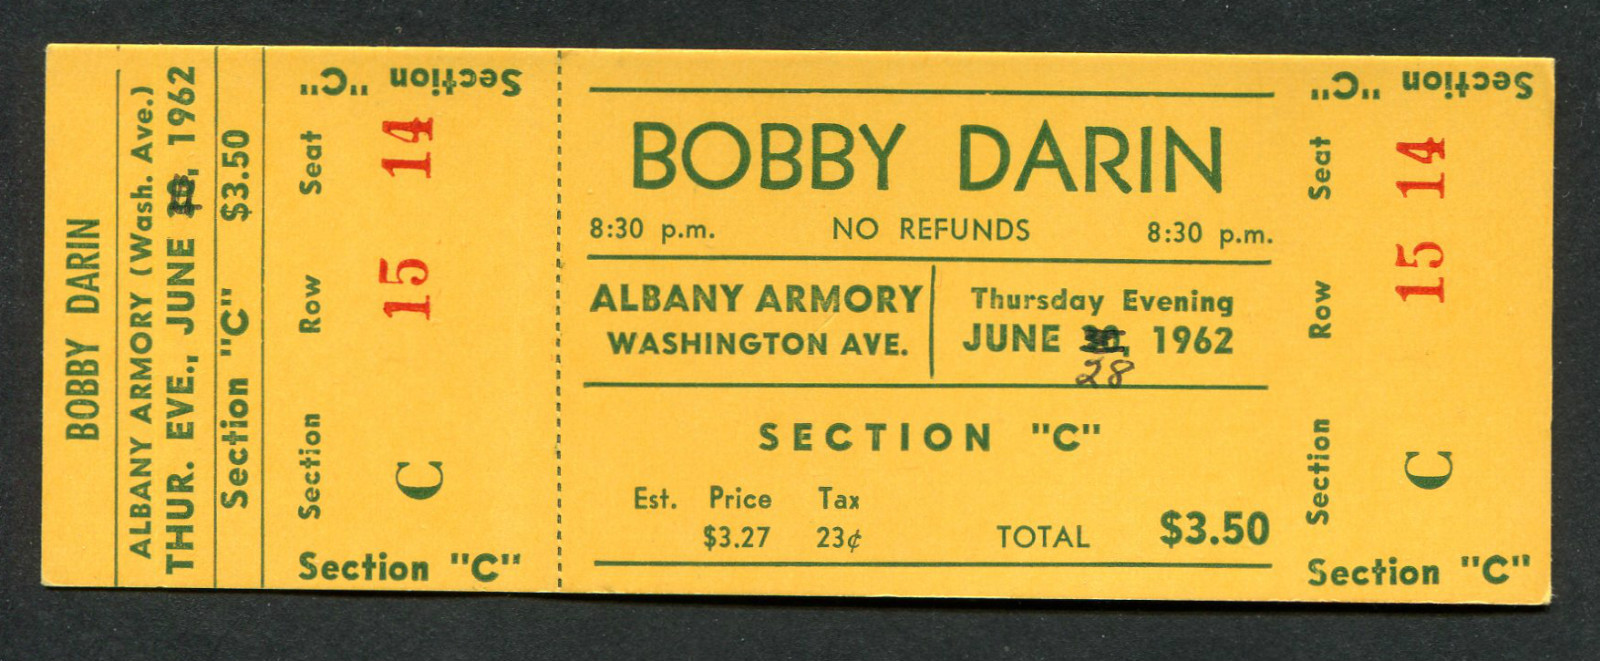 BOBBY DARIN
ALBANY ARMORY (Wash. Ave.)
THUR. EVE., JUNE , 1962
Section "C" $3.50
Section "C"
Section Row Seat
C 15 14
Section "C"
BOBBY DARIN
8:30 p.m. NO REFUNDS 8:30 p.m.
ALBANY ARMORY
WASHINGTON AVE.
Thursday Evening
JUNE , 1962
28
SECTION "C"
Est. Price Tax
$3.27 23¢ TOTAL $3.50
Section "C"
Section Row Seat
C 15 14
Section "C"